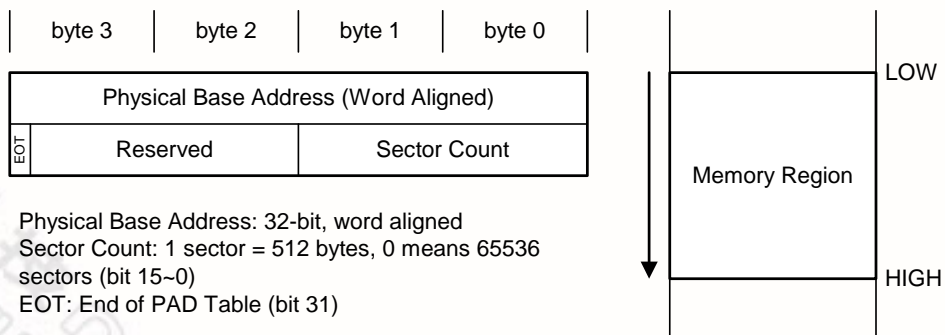 byte 3 byte 2 byte 1 byte 0
LOW
Physical Base Address (Word Aligned)
EOT Reserved Sector Count
Memory Region
Physical Base Address: 32-bit, word aligned
Sector Count: 1 sector = 512 bytes, 0 means 65536
sectors (bit 15~0)
HIGH
EOT: End of PAD Table (bit 31)